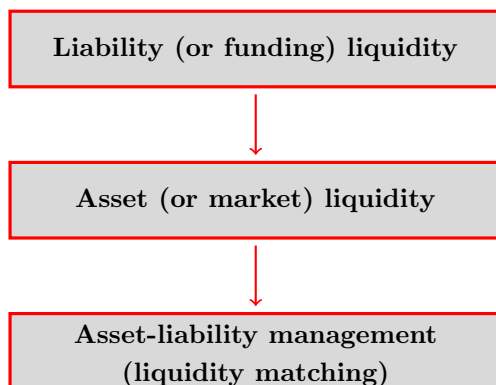 Liability (or funding) liquidity
Asset (or market) liquidity
Asset-liability management
(liquidity matching)